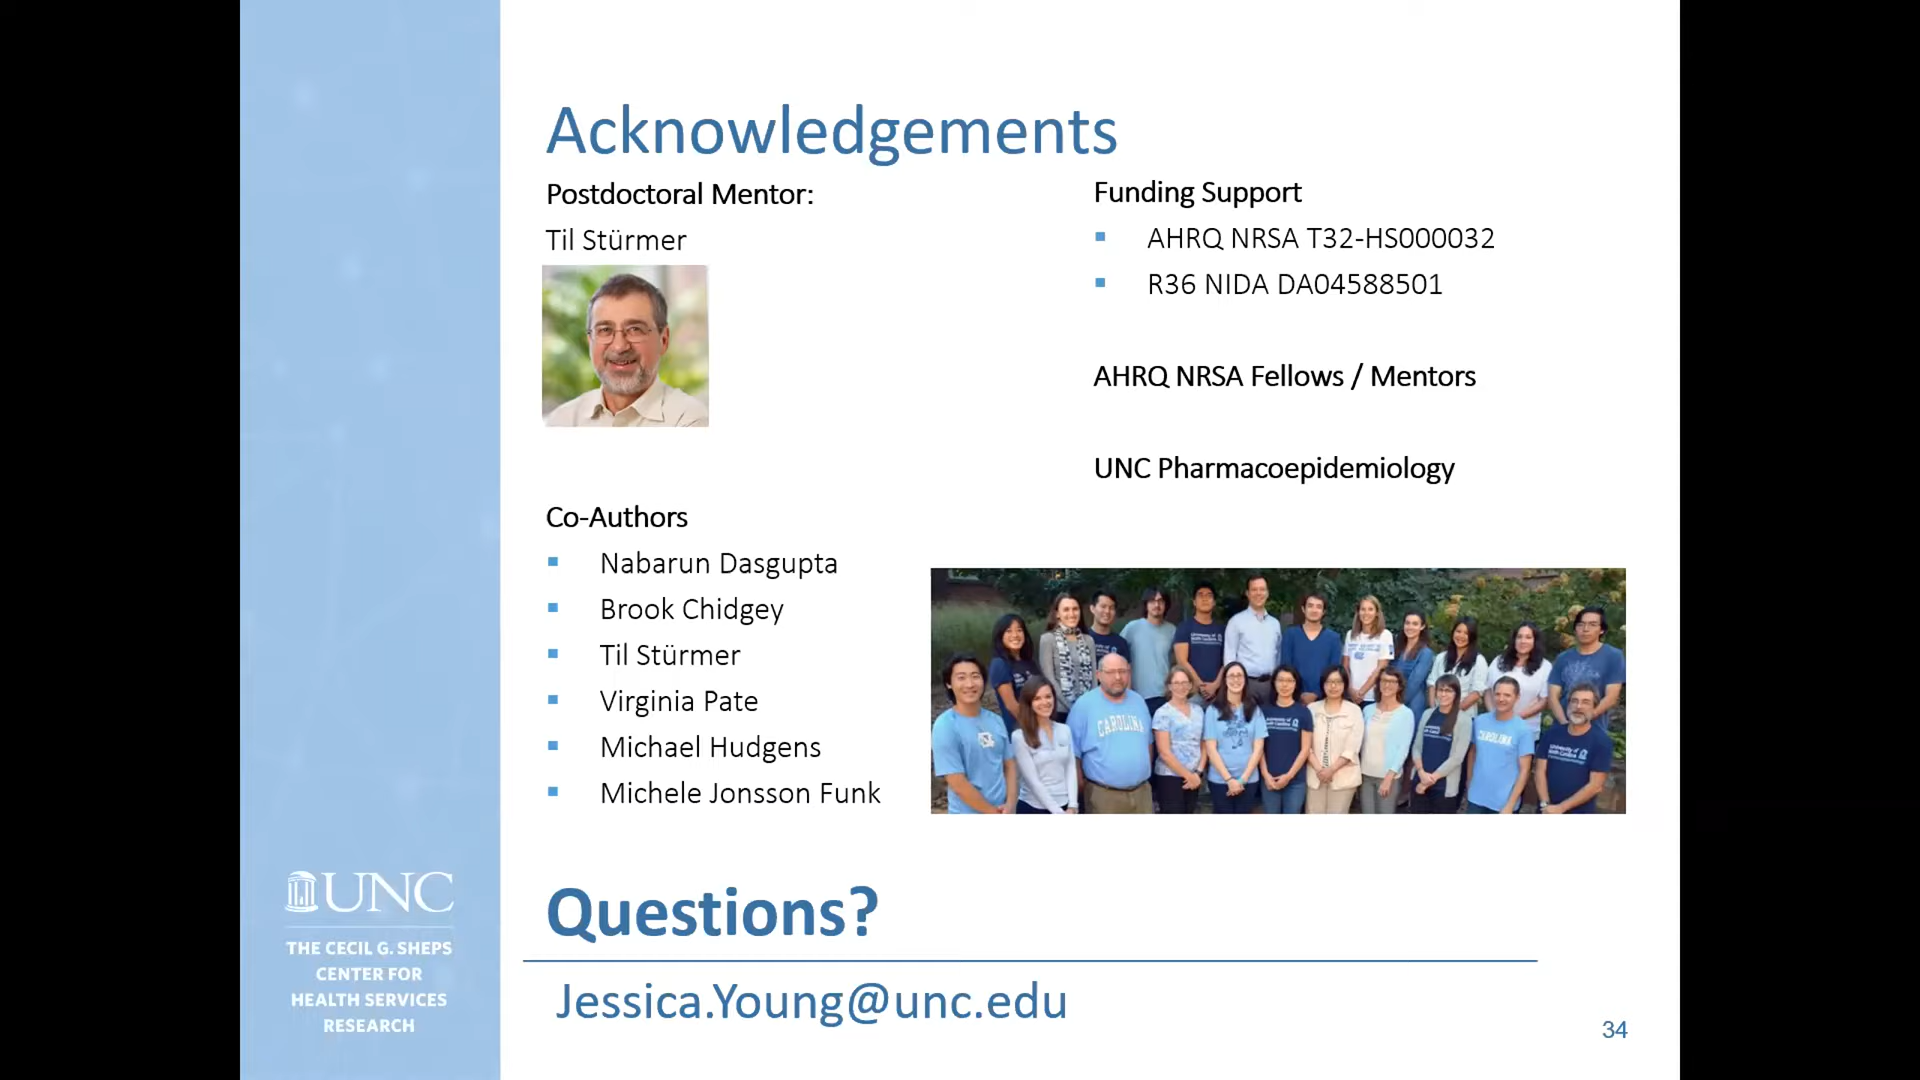 Acknowledgements
Postdoctoral Mentor:
Til Stürmer
Co-Authors
Nabarun Dasgupta
Brook Chidgey
Til Stürmer
Virginia Pate
Michael Hudgens
Michele Jonsson Funk
Funding Support
AHRQ NRSA T32-HS000032
R36 NIDA DA04588501
AHRQ NRSA Fellows / Mentors
UNC Pharmacoepidemiology
CAROLINA
CAROLINA
Questions?
Jessica.Young@unc.edu
UNC
THE CECIL G. SHEPS
CENTER FOR
HEALTH SERVICES
RESEARCH
34